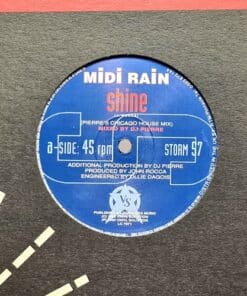 MiDi RAiN
shine
(PIERRE'S CHICAGO HOUSE MIX)
MIXED BY DJ PIERRE
a-SIDE: 45 rpm
STORM 97
ADDITIONAL PRODUCTION BY DJ PIERRE
PRODUCED BY JOHN ROCCA
ENGINEERED BY OLLIE DAGOIS